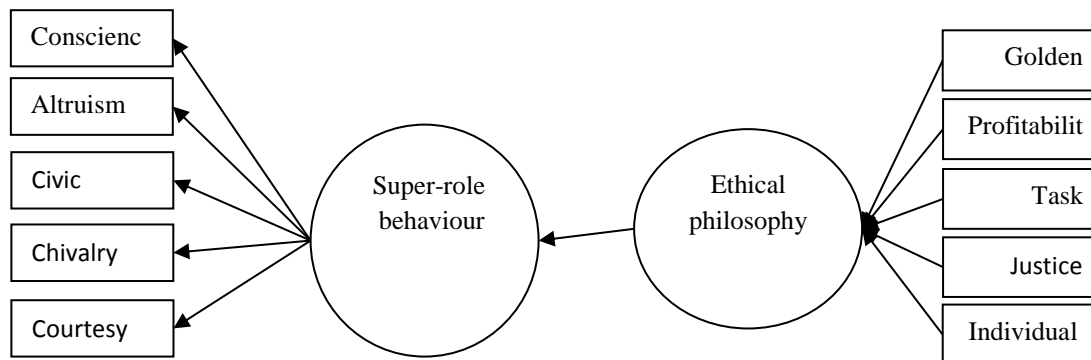 Conscienc
Altruism
Civic
Chivalry
Courtesy
Super-role
behaviour
Ethical
philosophy
Golden
Profitabilit
Task
Justice
Individual